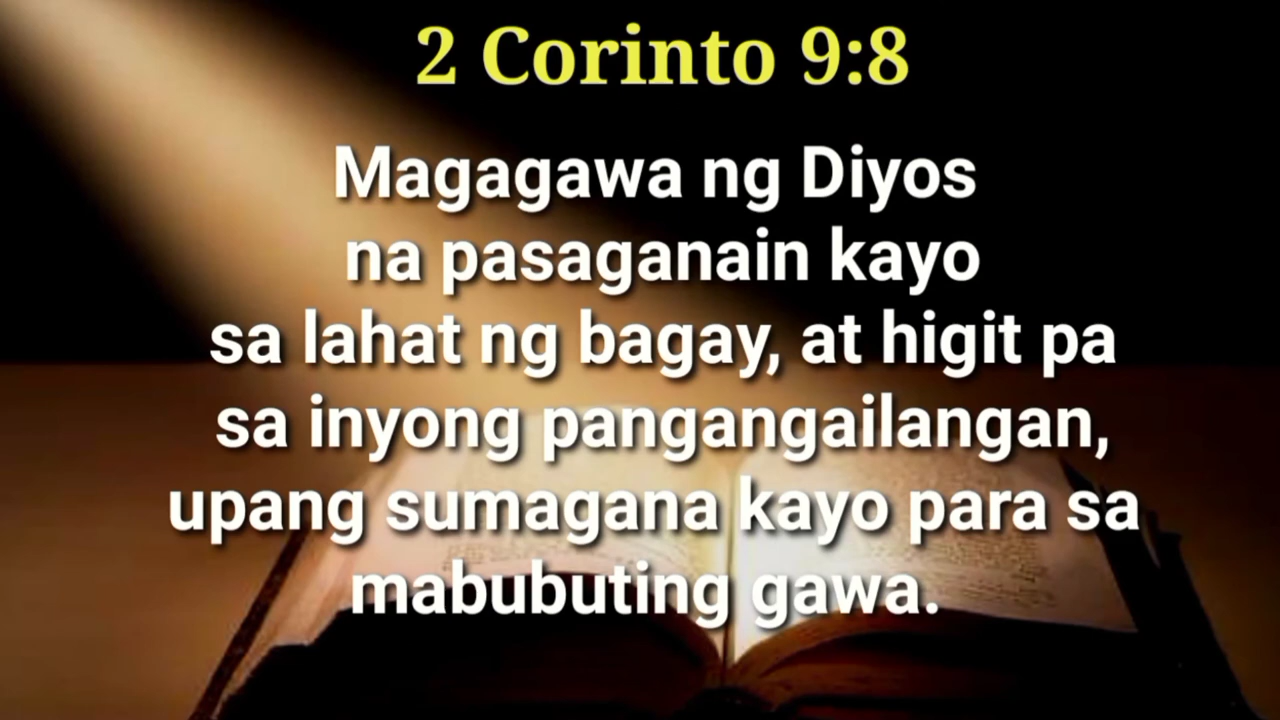 2 Corinto 9:8
Magagawa ng Diyos
na pasaganain kayo
sa lahat ng bagay, at higit pa
sa inyong pangangailangan,
upang sumagana kayo para sa
mabubuting gawa.